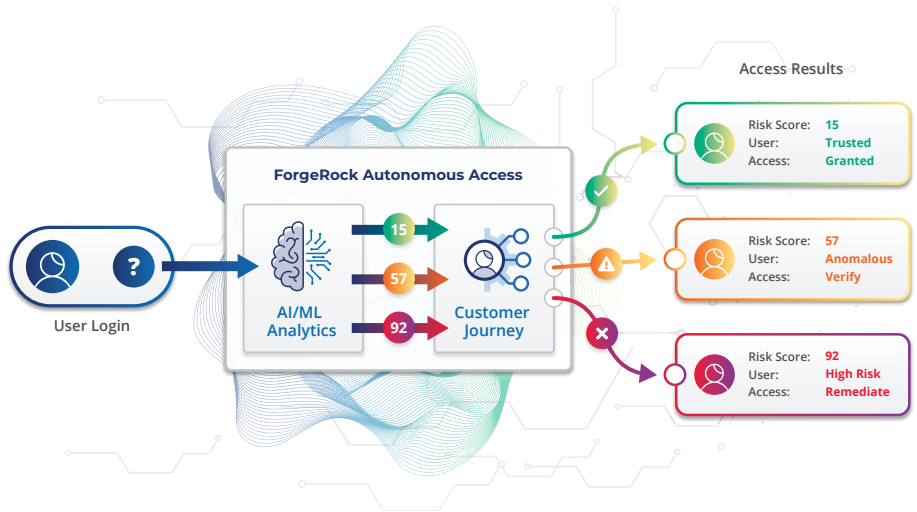 Access Results
ForgeRock Autonomous Access
?
User Login
AI/ML
Analytics
15
57
92
Customer
Journey
Risk Score: 15
User: Trusted
Access: Granted
Risk Score: 57
User: Anomalous
Access: Verify
Risk Score: 92
User: High Risk
Access: Remediate